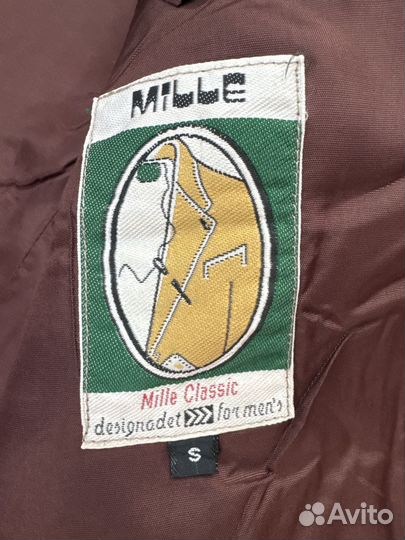 MiLLE
Mille Classic
designadet >>> for men's
S
Avito